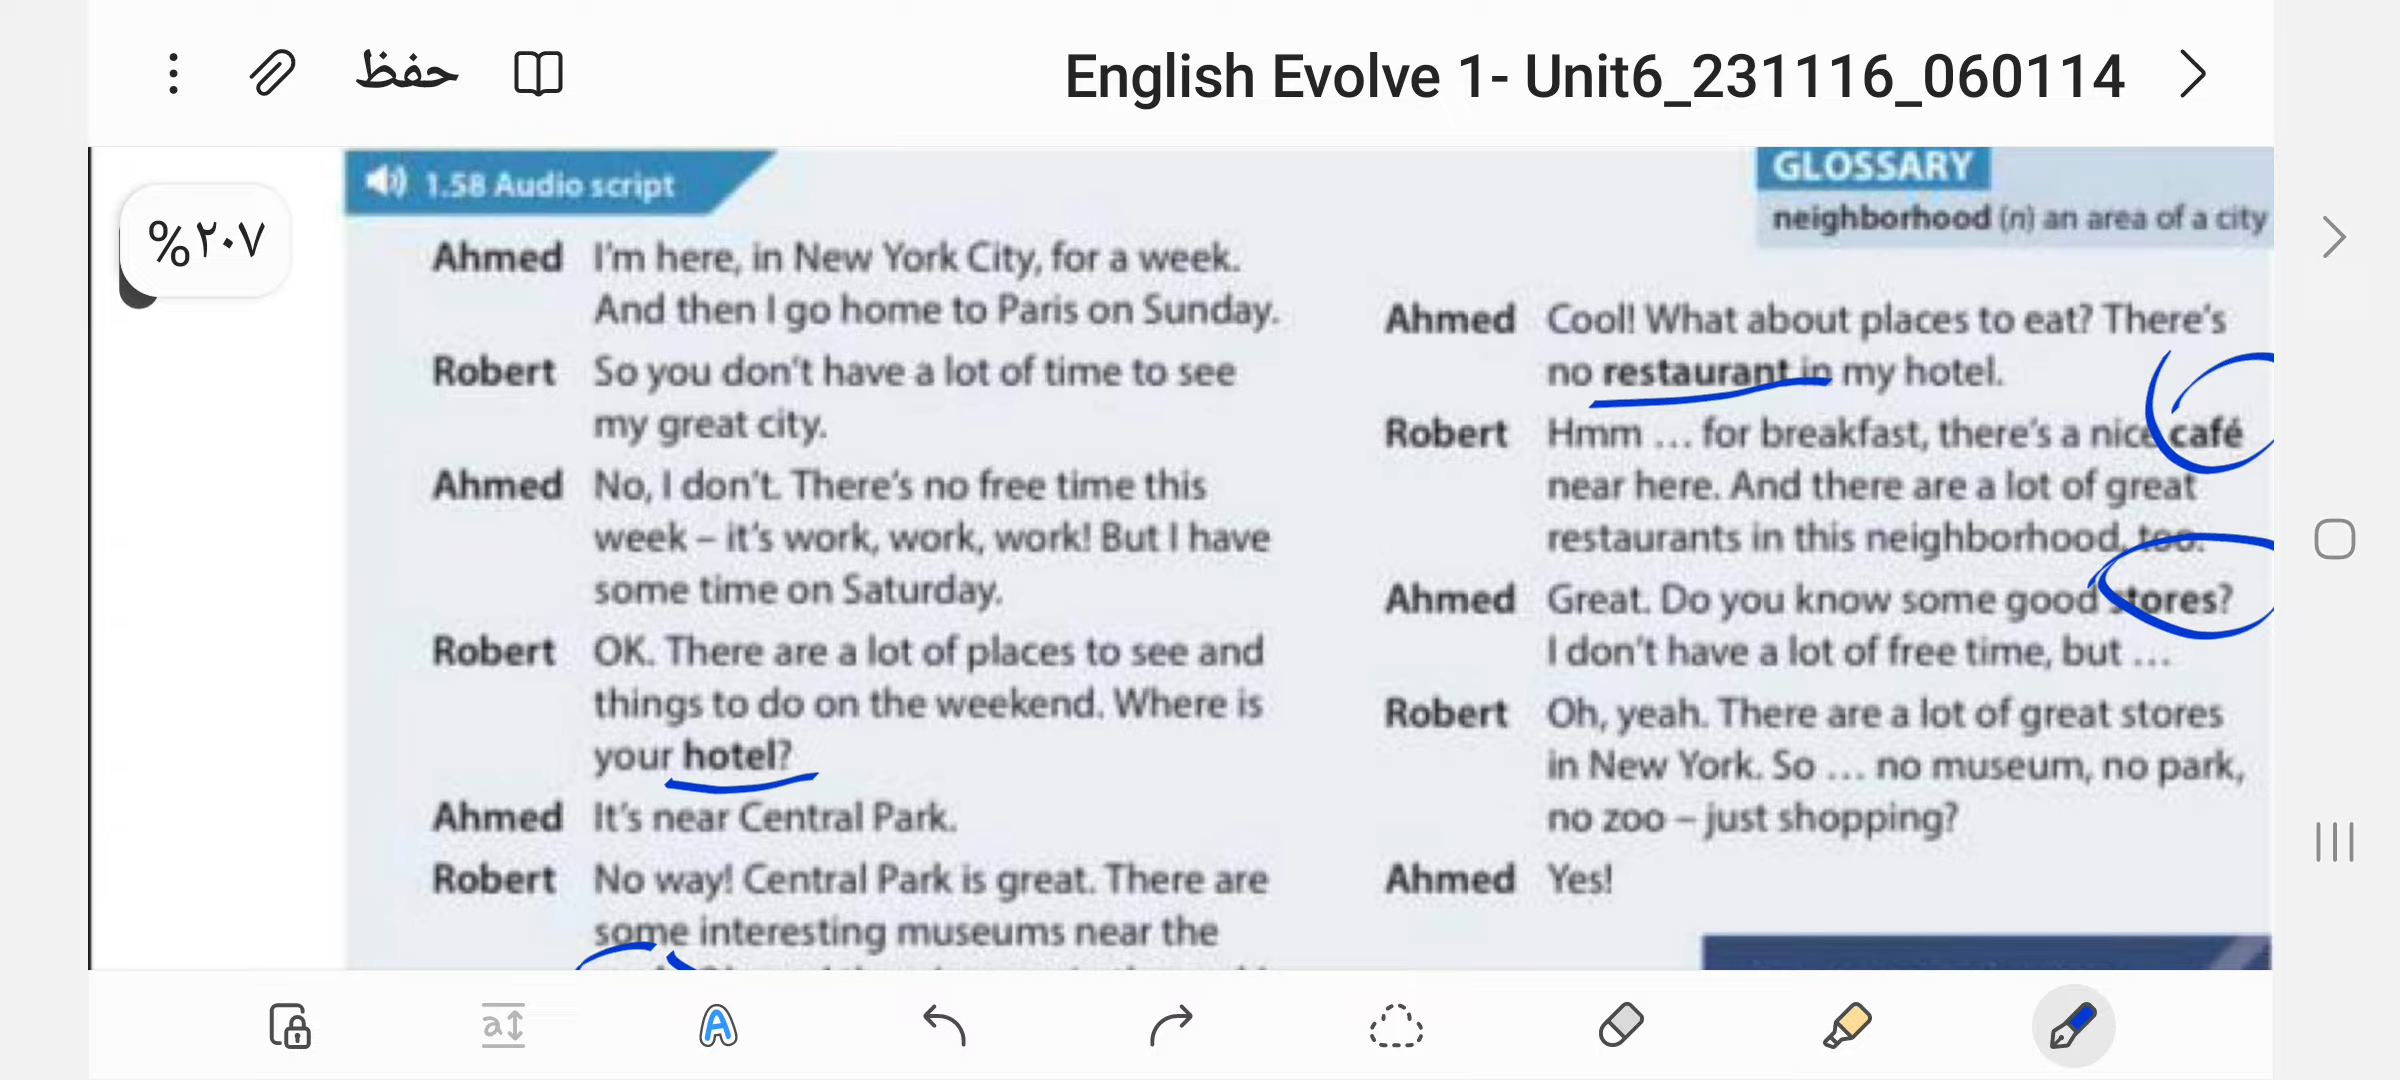 حفظ
English Evolve 1- Unit6_231116_060114
%٢٠٧
1.58 Audio script
Ahmed I'm here, in New York City, for a week.
And then I go home to Paris on Sunday.
Robert So you don't have a lot of time to see
my great city.
Ahmed No, I don't. There's no free time this
week – it's work, work, work! But I have
some time on Saturday.
Robert OK. There are a lot of places to see and
things to do on the weekend. Where is
your hotel?
Ahmed It's near Central Park.
Robert No way! Central Park is great. There are
some interesting museums near the
GLOSSARY
neighborhood (n) an area of a city
Ahmed Cool! What about places to eat? There's
no restaurant in my hotel.
Robert Hmm … for breakfast, there's a nice café
near here. And there are a lot of great
restaurants in this neighborhood, too.
Ahmed Great. Do you know some good stores?
I don't have a lot of free time, but …
Robert Oh, yeah. There are a lot of great stores
in New York. So … no museum, no park,
no zoo – just shopping?
Ahmed Yes!